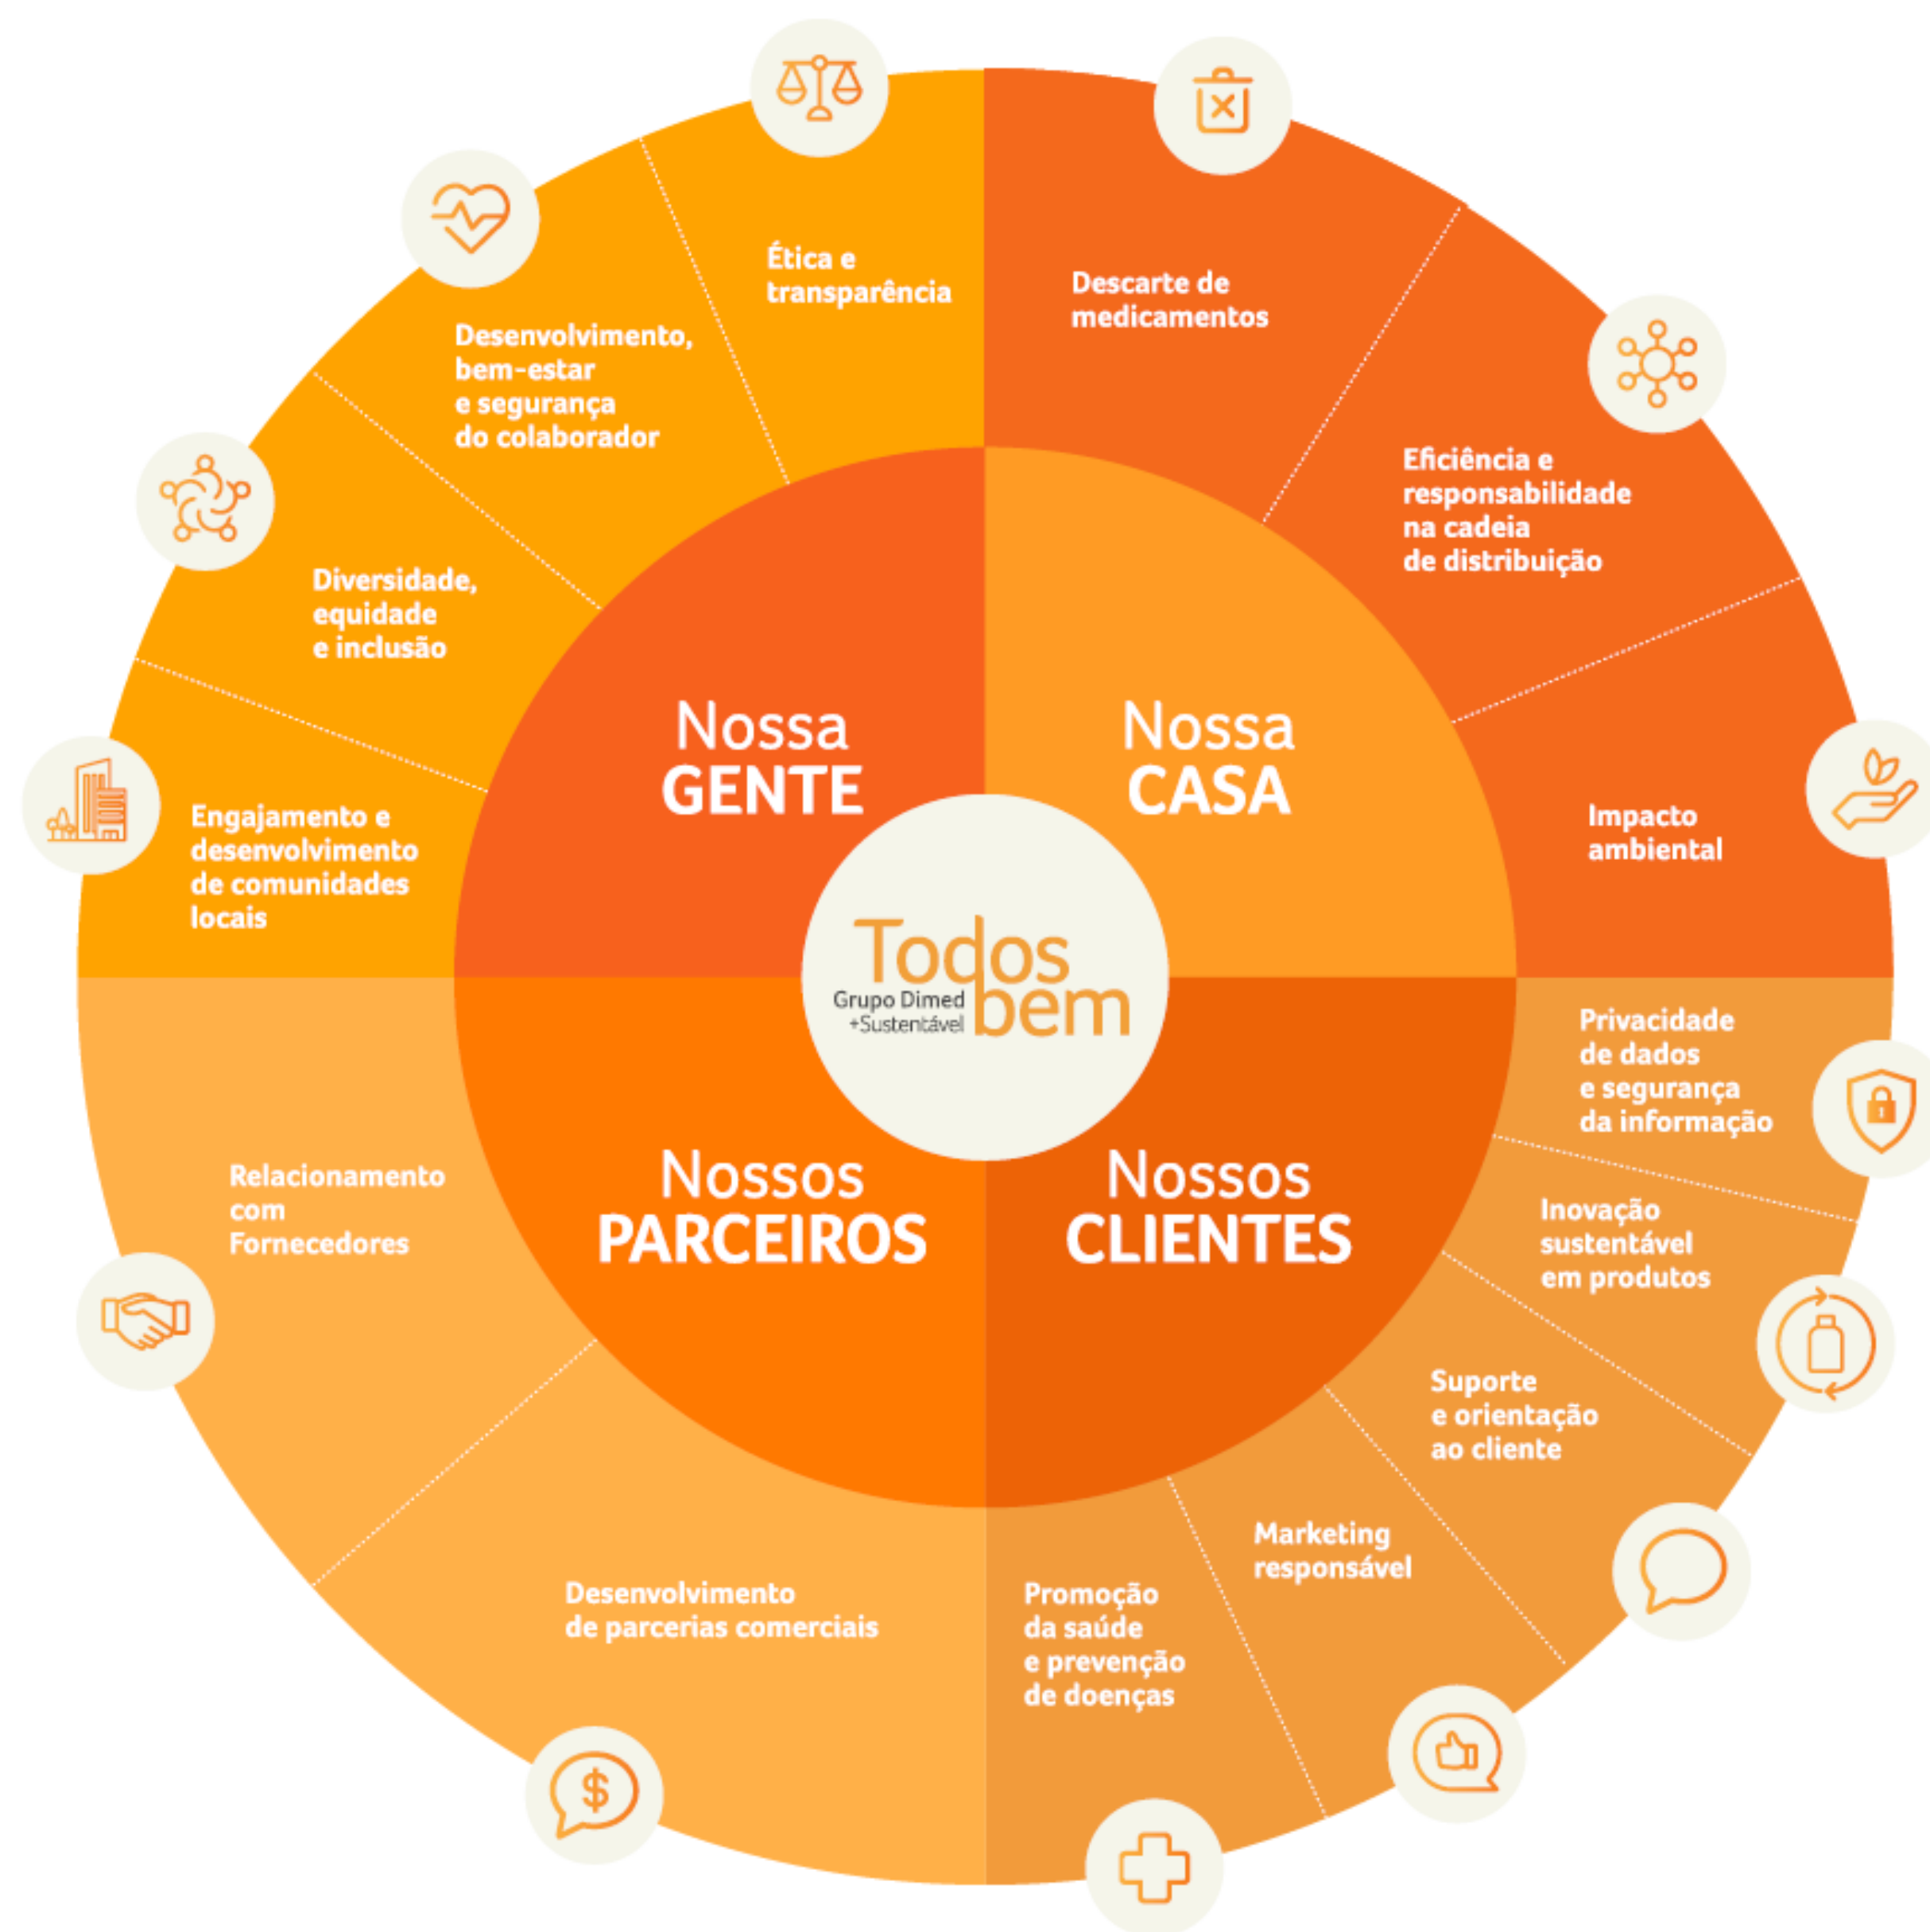 Ética e
transparência
Desenvolvimento,
bem-estar
e segurança
do colaborador
Diversidade,
equidade
e inclusão
Engajamento e
desenvolvimento
de comunidades
locais
Descarte de
medicamentos
Eficiência e
responsabilidade
na cadeia
de distribuição
Impacto
ambiental
Nossa
GENTE
Nossa
CASA
Todos
bem
Grupo Dimed
+Sustentável
Nossos
PARCEIROS
Nossos
CLIENTES
Privacidade
de dados
e segurança
da informação
Inovação
sustentável
em produtos
Suporte
e orientação
ao cliente
Marketing
responsável
Promoção
da saúde
e prevenção
de doenças
Relacionamento
com
Fornecedores
Desenvolvimento
de parcerias comerciais
$